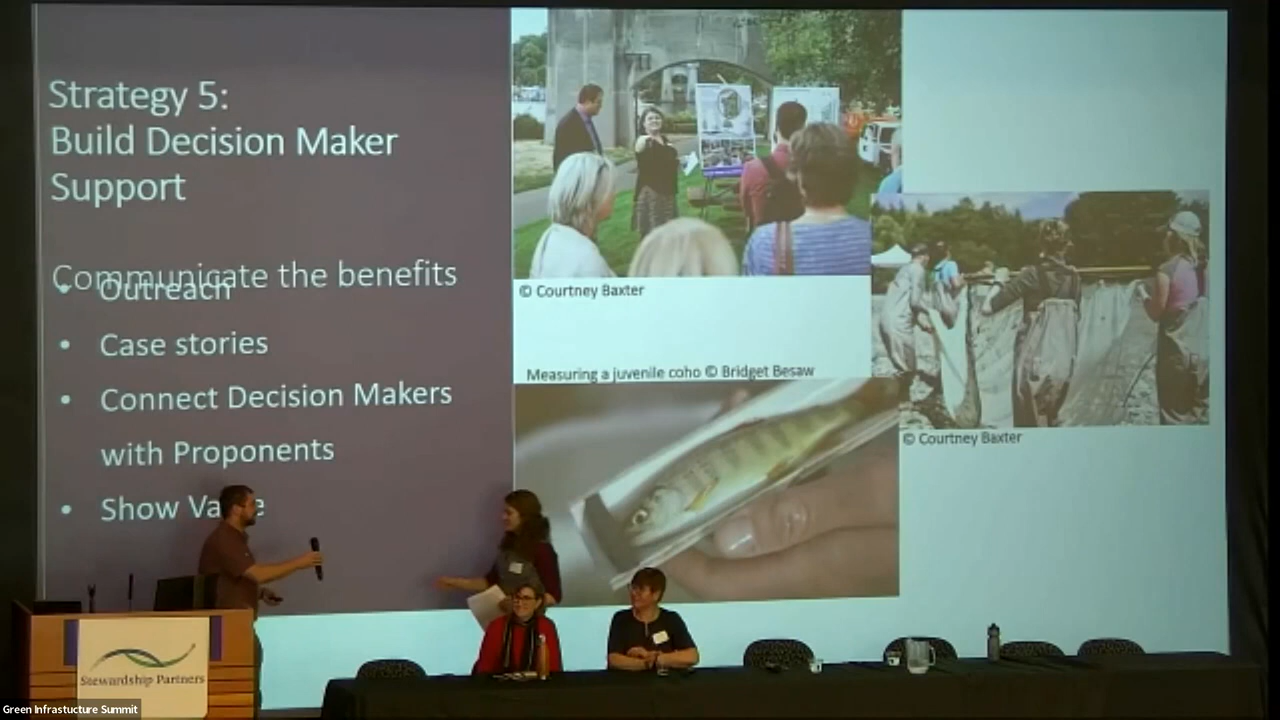 Strategy 5:
Build Decision Maker
Support
Communicate the benefits
• Outreach
• Case stories
• Connect Decision Makers
with Proponents
• Show Va e
© Courtney Baxter
Measuring a juvenile coho © Bridget Besaw
© Courtney Baxter
Stewardship Partners
Green Infrastucture Summit